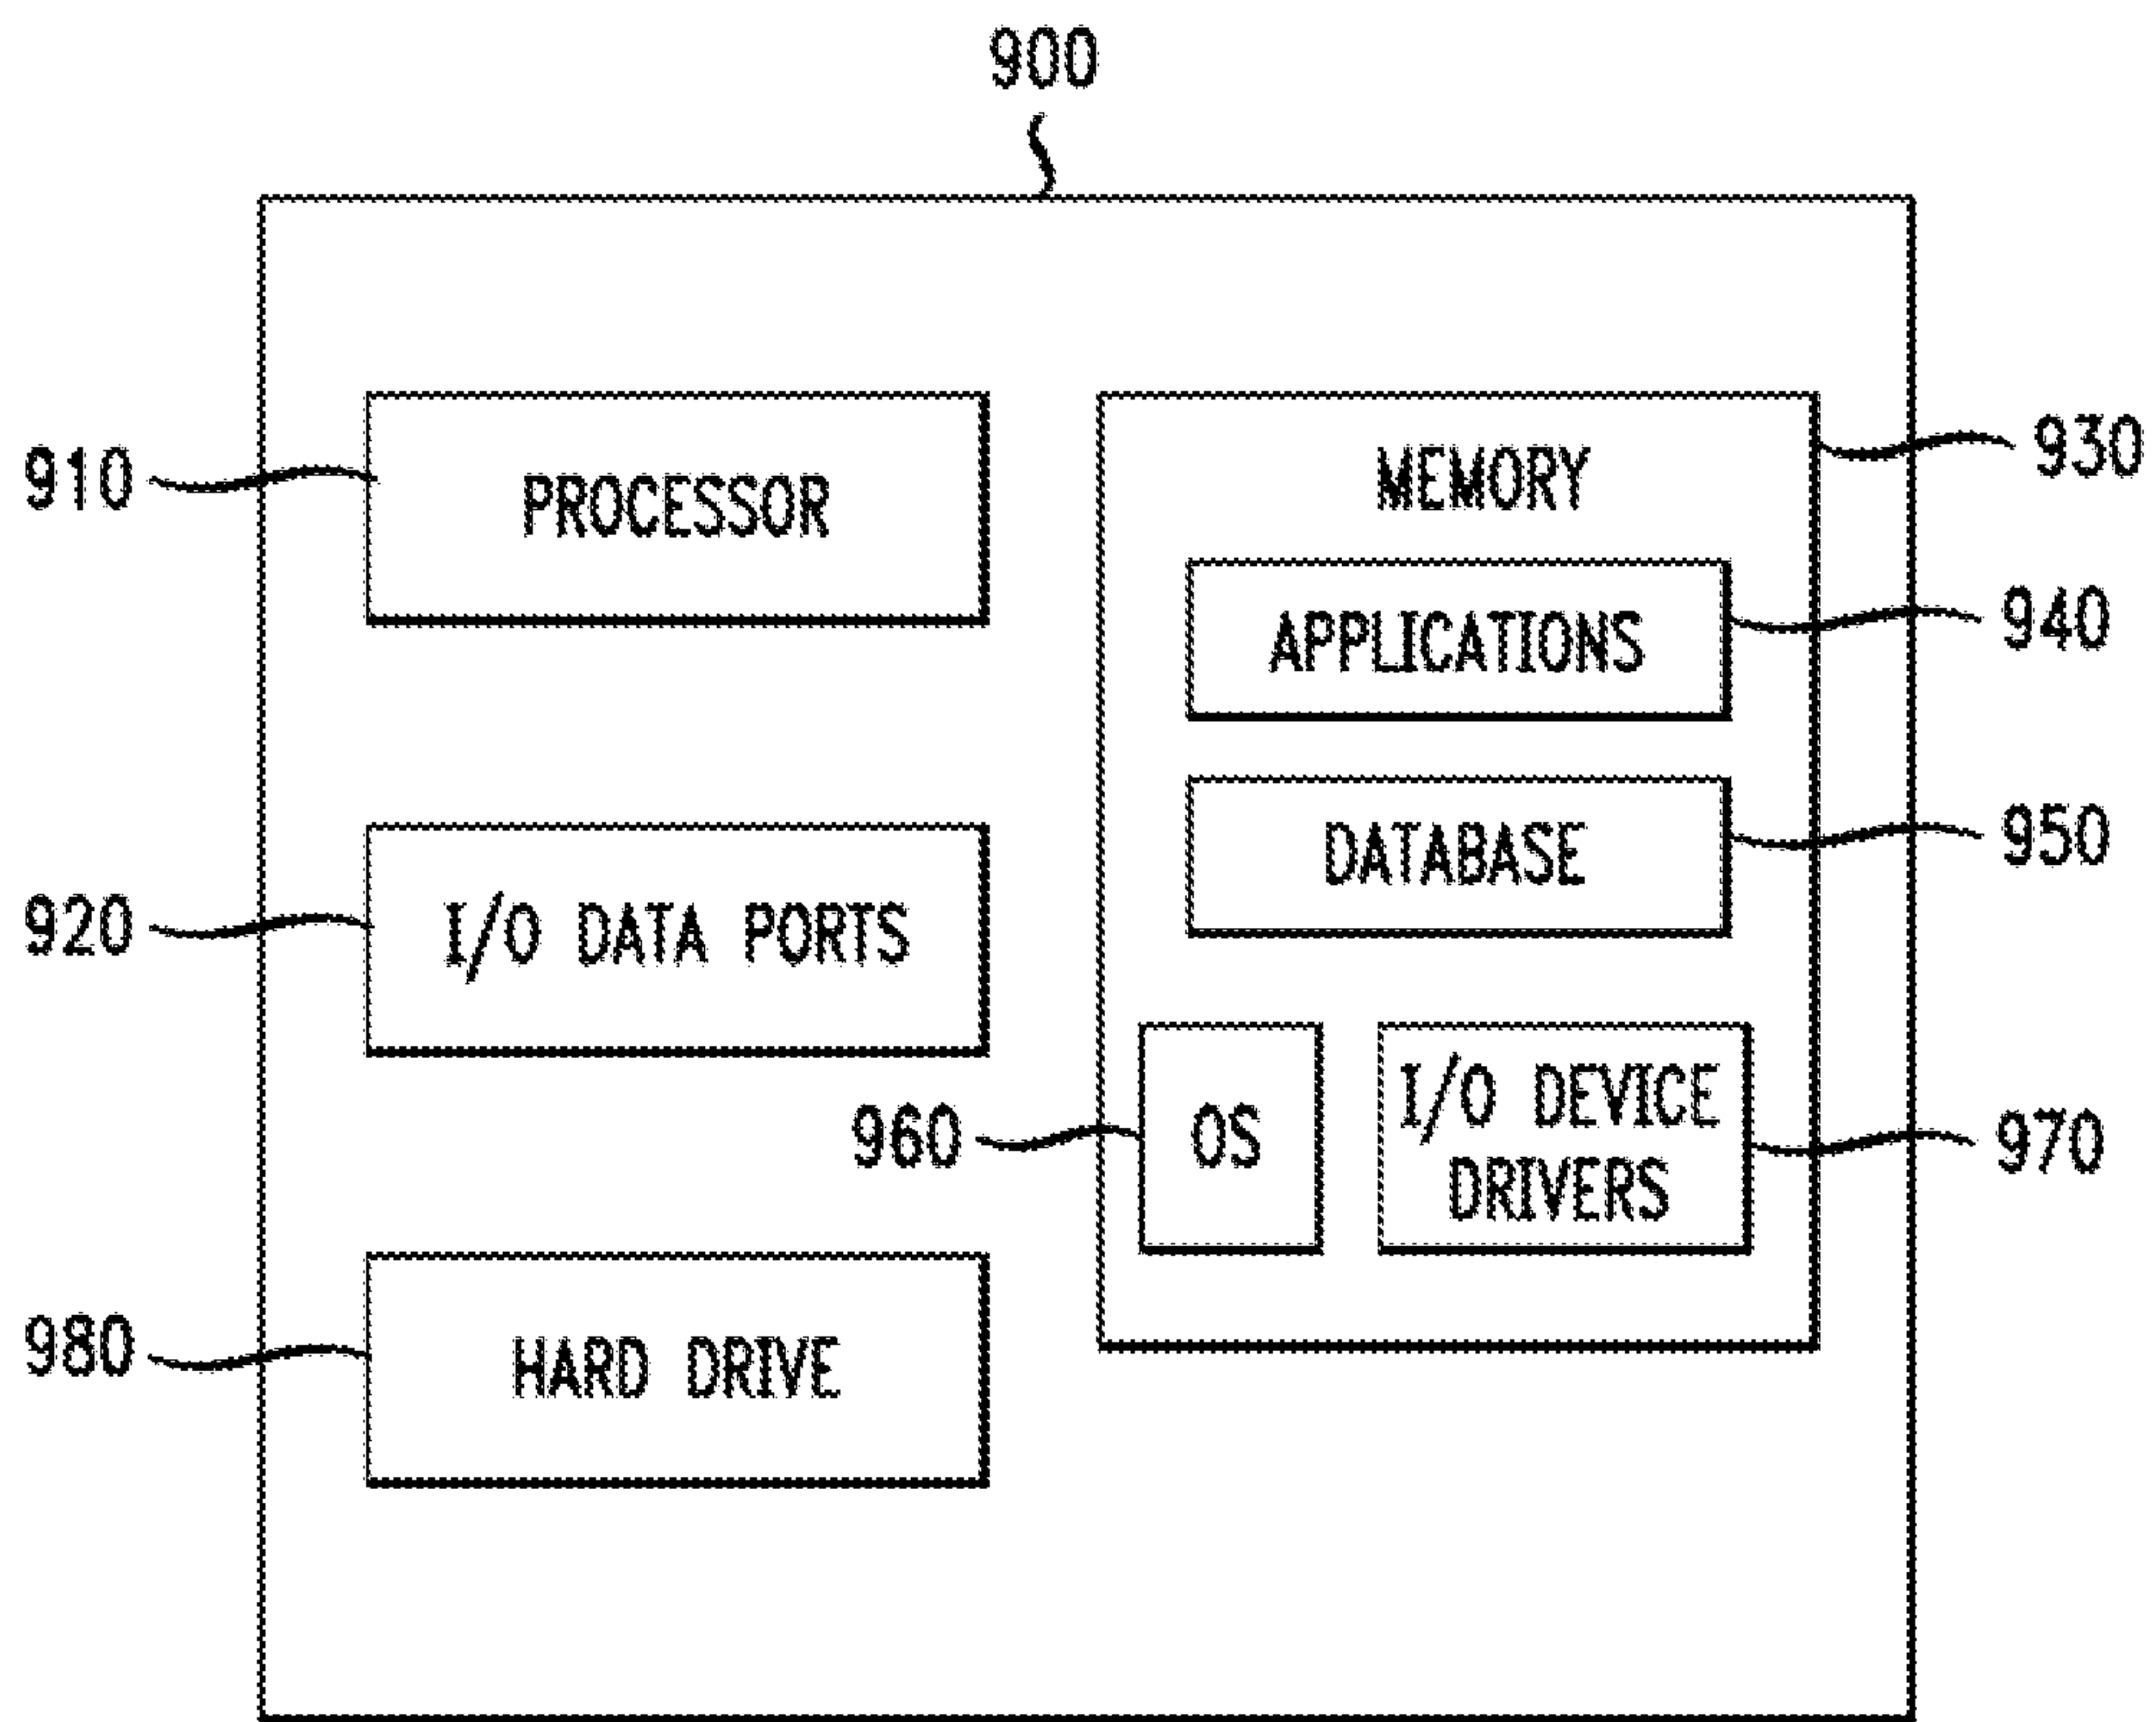 900
910
PROCESSOR
MEMORY
930
APPLICATIONS
940
DATABASE
950
920
I/O DATA PORTS
960
OS
I/O DEVICE
DRIVERS
970
980
HARD DRIVE